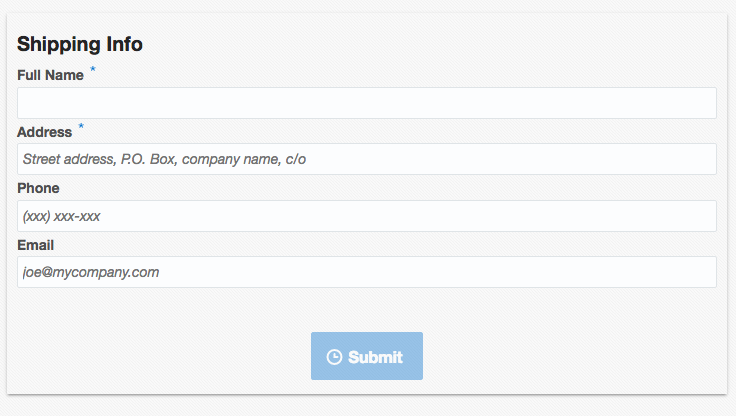 Shipping Info
Full Name *
Address *
Street address, P.O. Box, company name, c/o
Phone
(xxx) xxx-xxx
Email
joe@mycompany.com
Submit